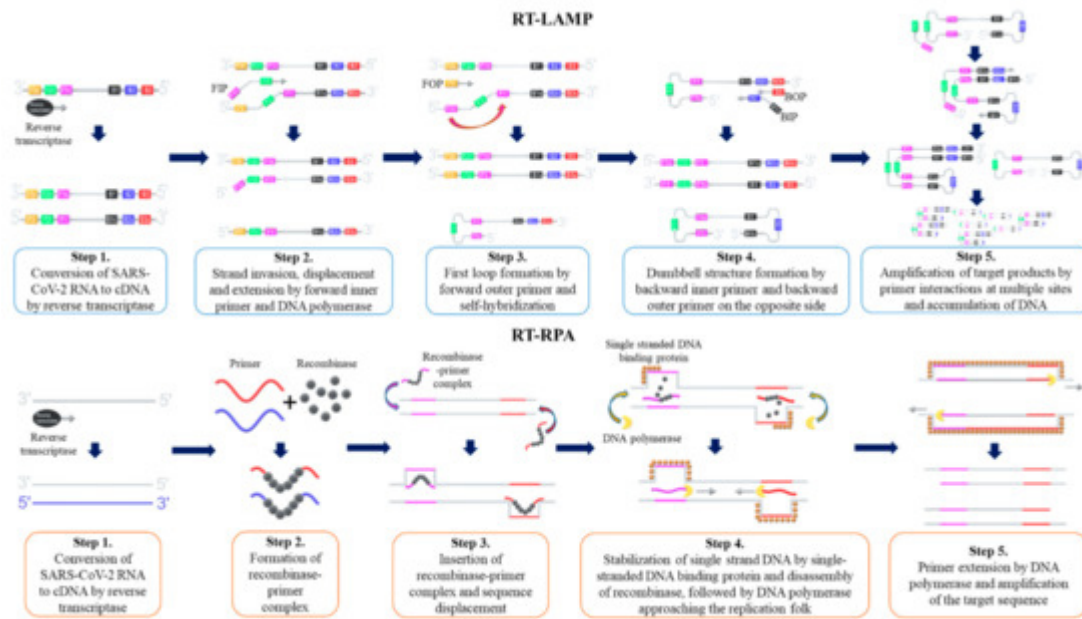 RT-LAMP
3'
5'
Reverse
transcriptase
FIP
FOP
BOP
BIP
Step 1.
Conversion of SARS-
CoV-2 RNA to cDNA
by reverse transcriptase
Step 2.
Strand invasion, displacement
and extension by forward inner
primer and DNA polymerase
Step 3.
First loop formation by
forward outer primer and
self-hybridization
Step 4.
Dumbbell structure formation by
backward inner primer and backward
outer primer on the opposite side
Step 5.
Amplification of target products by
primer interactions at multiple sites
and accumulation of DNA
RT-RPA
3'
5'
Reverse
transcriptase
3'
5'
5'
3'
Primer
Recombinase
+
Recombinase
-primer
complex
Single stranded DNA
binding protein
DNA polymerase
Step 1.
Conversion of
SARS-CoV-2 RNA
to cDNA by reverse
transcriptase
Step 2.
Formation of
recombinase-
primer
complex
Step 3.
Insertion of
recombinase-primer
complex and sequence
displacement
Step 4.
Stabilization of single strand DNA by single-
stranded DNA binding protein and disassembly
of recombinase, followed by DNA polymerase
approaching the replication folk
Step 5.
Primer extension by DNA
polymerase and amplification
of the target sequence